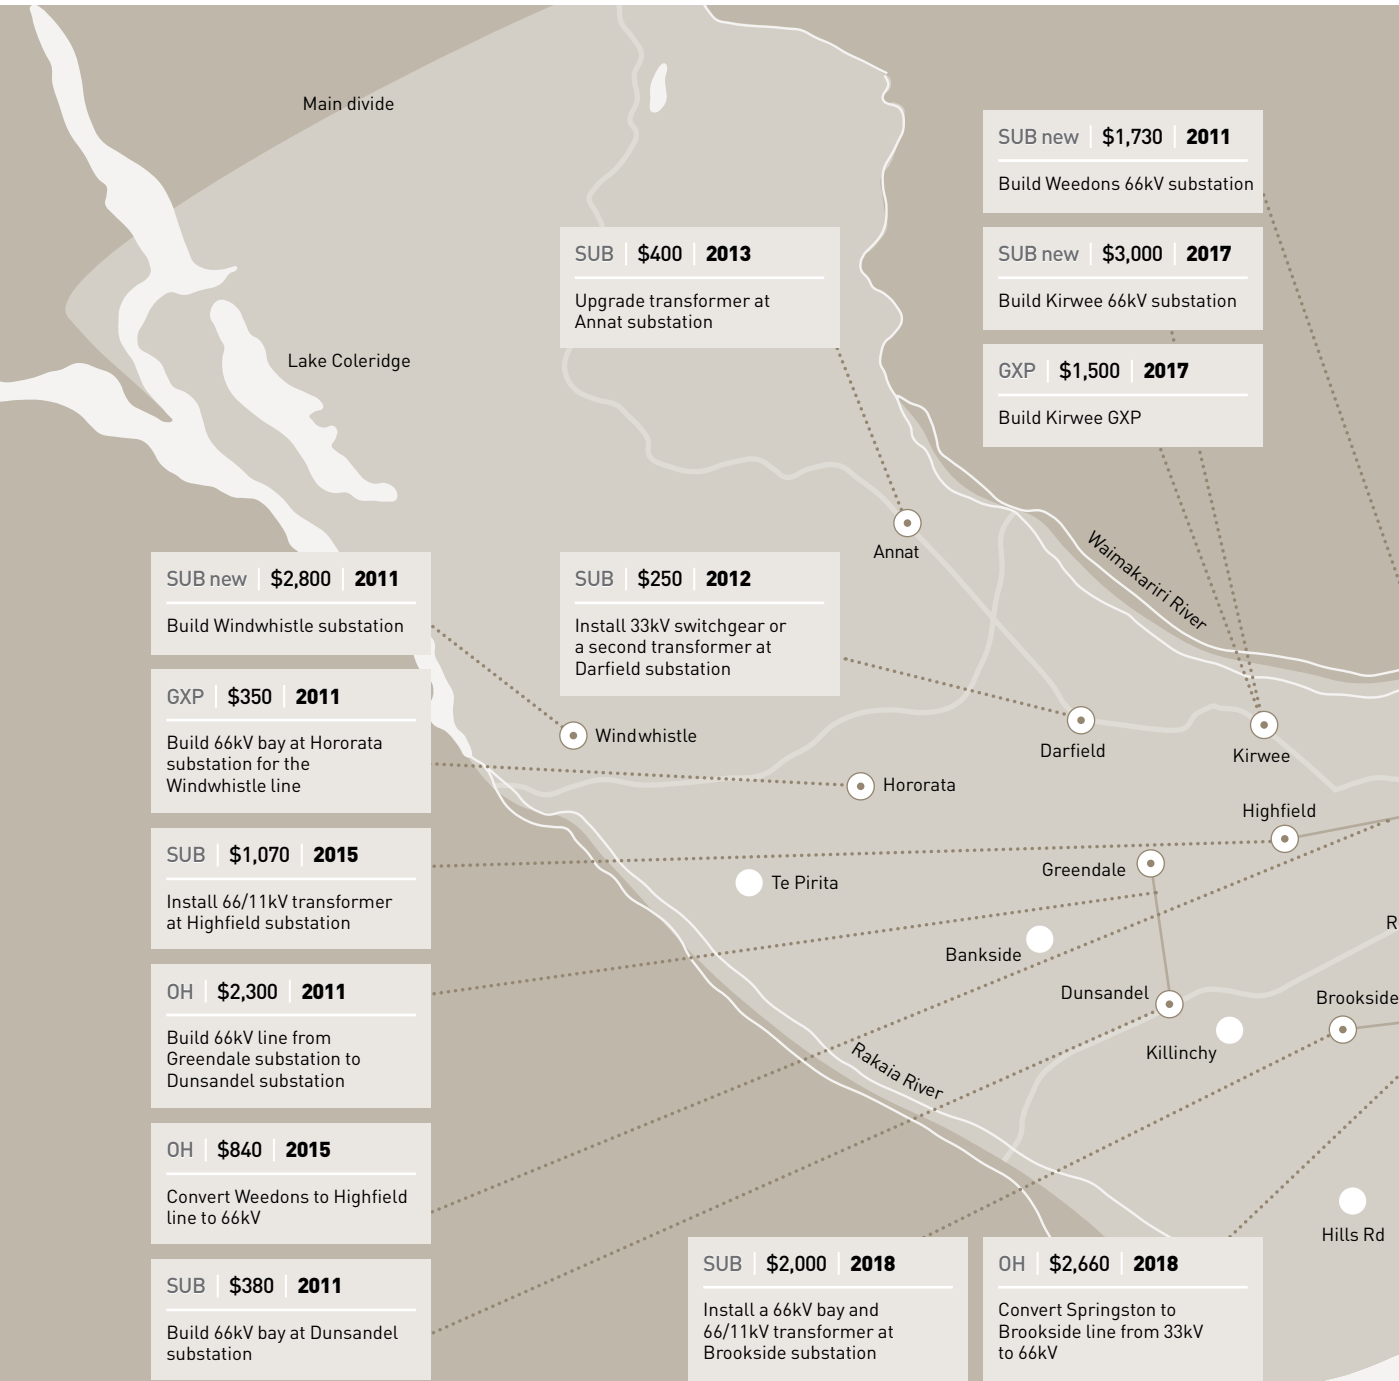 Main divide
SUB new $1,730 2011
Build Weedons 66kV substation
SUB $400 2013
Upgrade transformer at
Annat substation
SUB new $3,000 2017
Build Kirwee 66kV substation
Lake Coleridge
GXP $1,500 2017
Build Kirwee GXP
Annat
Waimakariri River
SUB new $2,800 2011
Build Windwhistle substation
SUB $250 2012
Install 33kV switchgear or
a second transformer at
Darfield substation
GXP $350 2011
Build 66kV bay at Hororata
substation for the
Windwhistle line
Windwhistle
Darfield
Kirwee
Hororata
Highfield
SUB $1,070 2015
Install 66/11kV transformer
at Highfield substation
Greendale
Te Pirita
R
Bankside
OH $2,300 2011
Build 66kV line from
Greendale substation to
Dunsandel substation
Dunsandel
Brookside
Killinchy
Rakaia River
OH $840 2015
Convert Weedons to Highfield
line to 66kV
Hills Rd
SUB $380 2011
Build 66kV bay at Dunsandel
substation
SUB $2,000 2018
Install a 66kV bay and
66/11kV transformer at
Brookside substation
OH $2,660 2018
Convert Springston to
Brookside line from 33kV
to 66kV